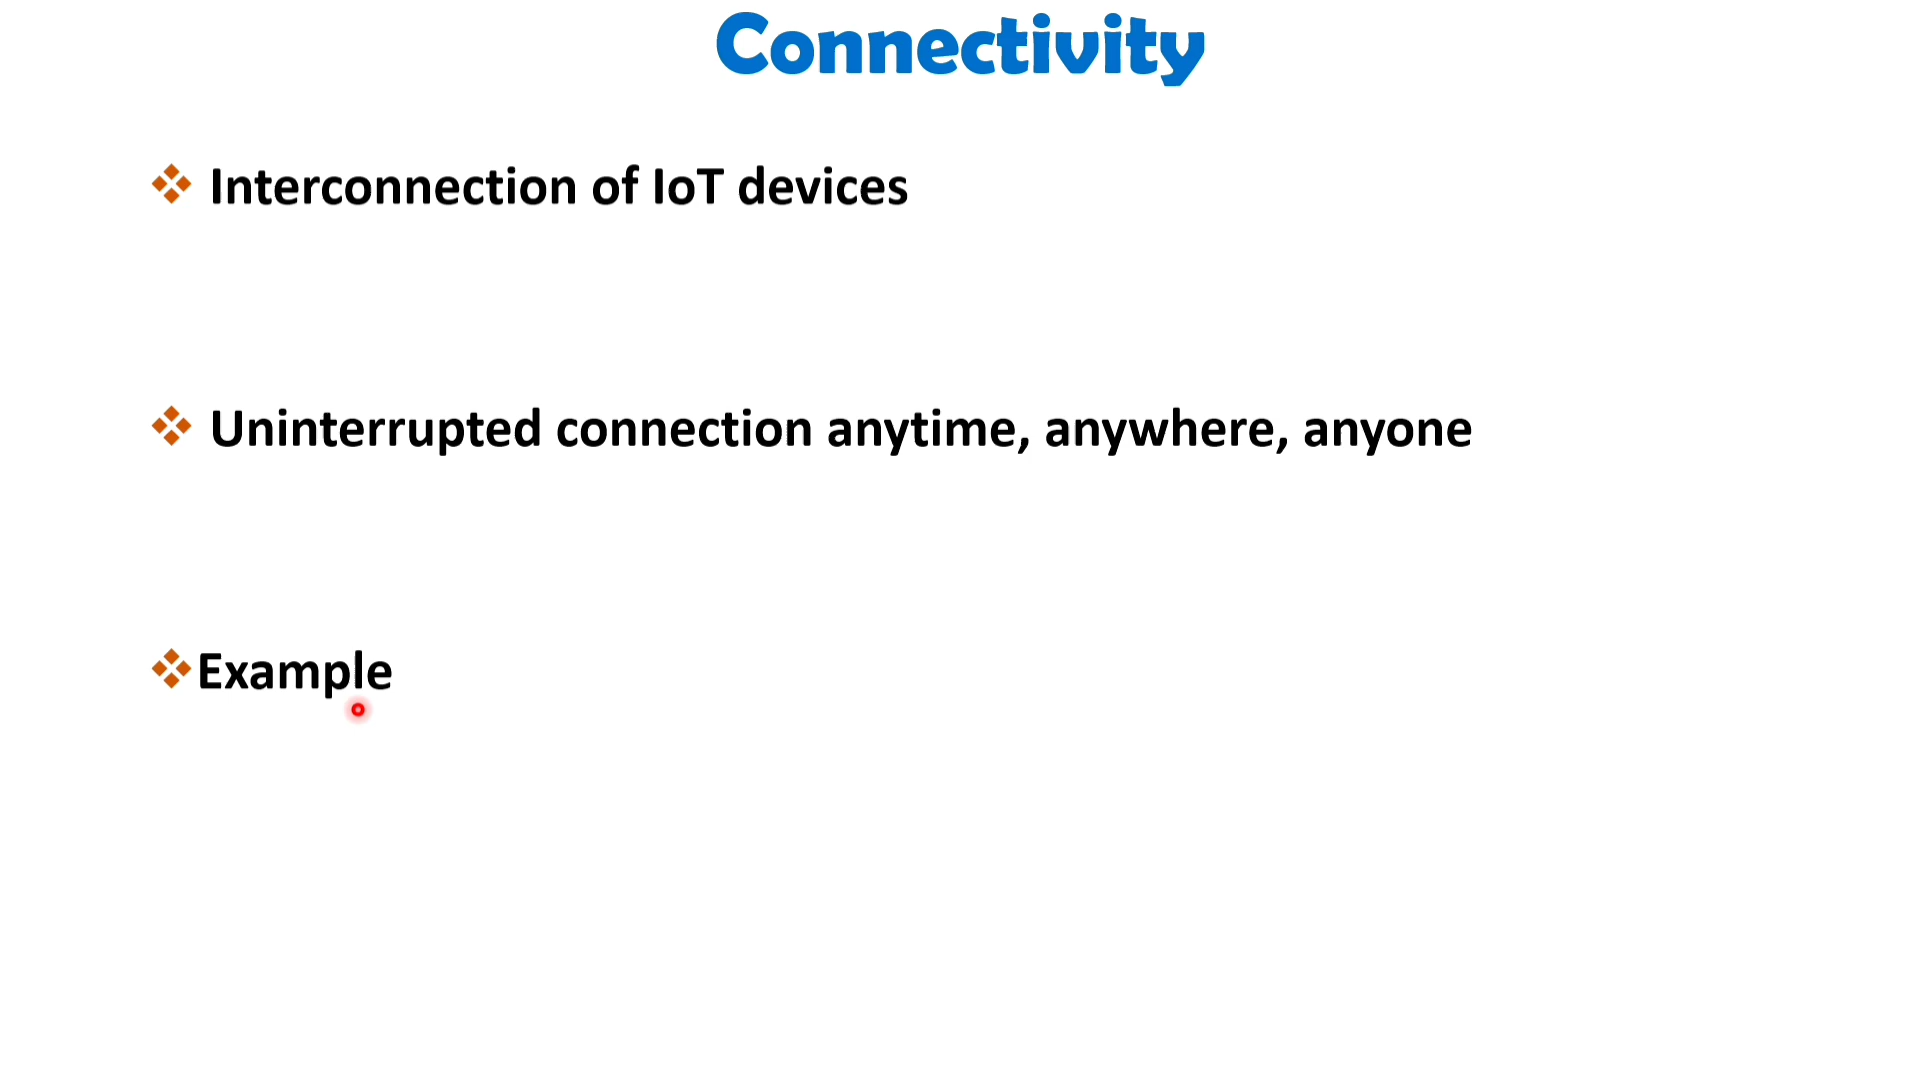 Connectivity
Interconnection of IoT devices
Uninterrupted connection anytime, anywhere, anyone
Example